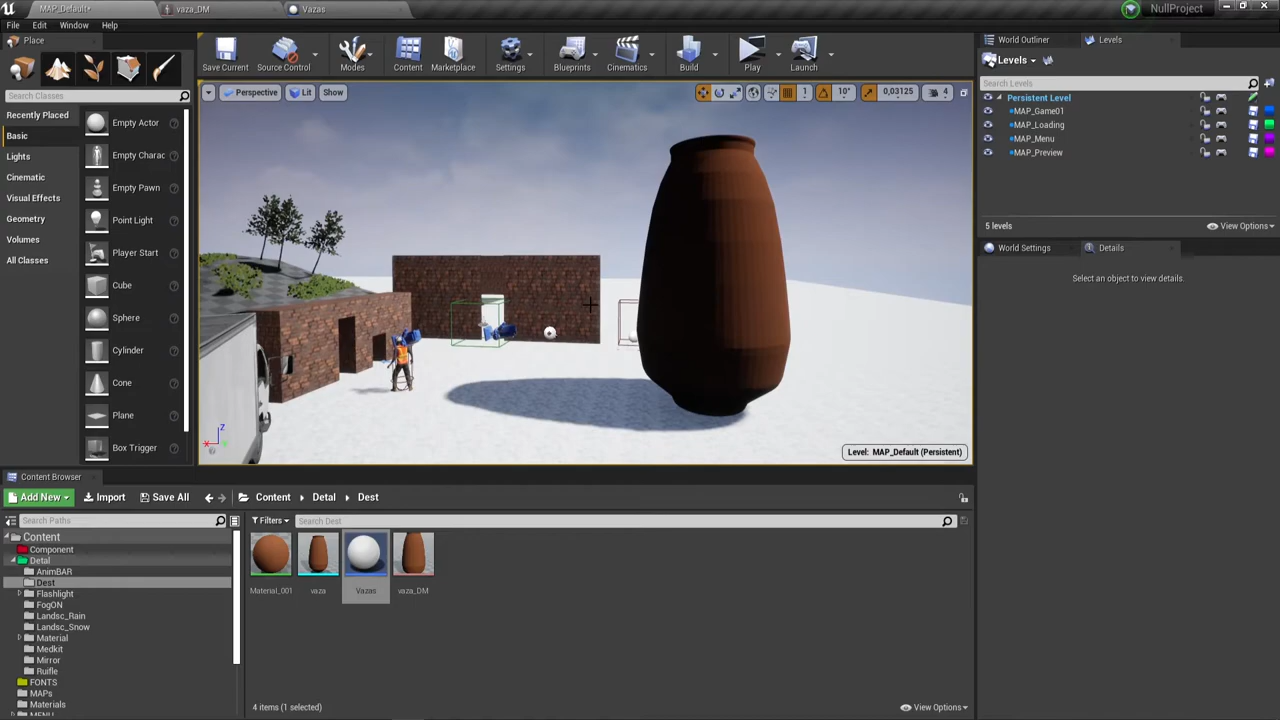 MAP_Default*
vaza_DM
Vazas
NullProject
File Edit Window Help
Place
Search Classes
Recently Placed
Basic
Lights
Cinematic
Visual Effects
Geometry
Volumes
All Classes
Empty Actor
Empty Charac
Empty Pawn
Point Light
Player Start
Cube
Sphere
Cylinder
Cone
Plane
Box Trigger
Save Current
Source Control
Modes
Content
Marketplace
Settings
Blueprints
Cinematics
Build
Play
Launch
Perspective
Lit
Show
1
10°
0,03125
4
Z
X
Level: MAP_Default (Persistent)
World Outliner
Levels
Levels
Search Levels
Persistent Level
MAP_Game01
MAP_Loading
MAP_Menu
MAP_Preview
5 levels
View Options
World Settings
Details
Select an object to view details.
Content Browser
Add New
Import
Save All
Content
Detal
Dest
Search Paths
Content
Component
Detal
AnimBAR
Dest
Flashlight
FogON
Landsc_Rain
Landsc_Snow
Material
Medkit
Mirror
Ruifle
FONTS
MAPs
Materials
MENU
Filters
Search Dest
Material_001
vaza
Vazas
vaza_DM
4 items (1 selected)
View Options